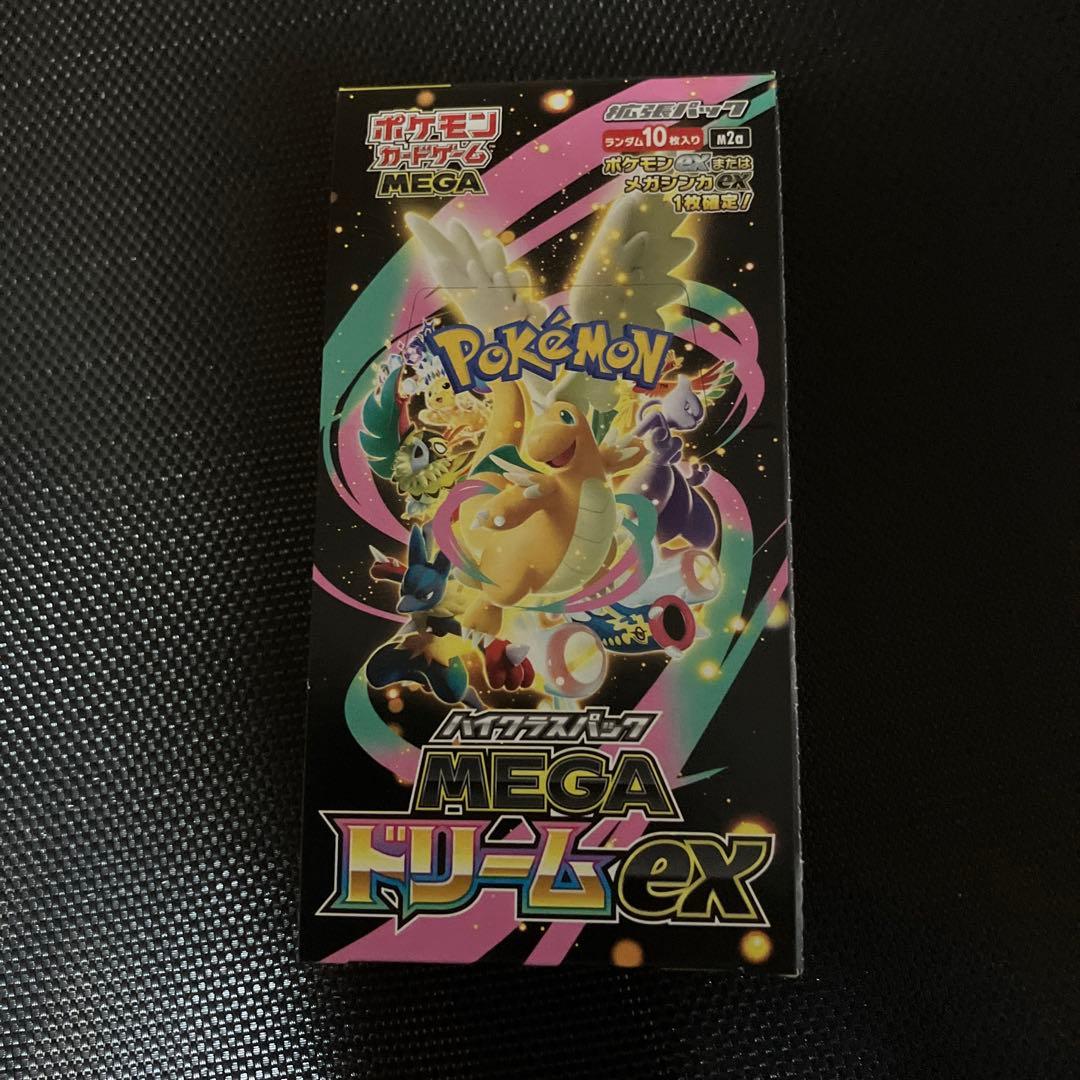 ポケモン
カードゲーム
MEGA
拡張パック
ランダム10枚入り M2a
ポケモンexまたは
メガシンカex
1枚確定!
POKéMON
ハイクラスパック
MEGA
ドリームex